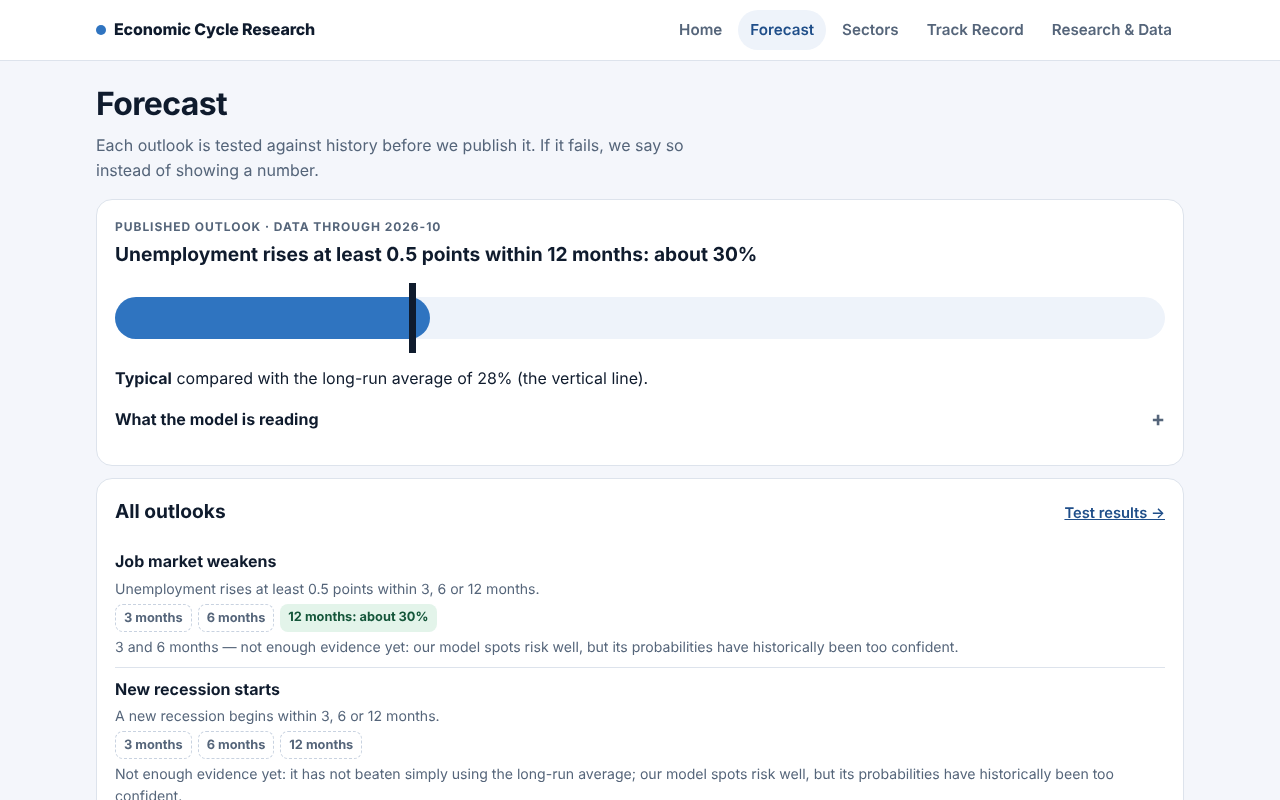 Economic Cycle Research
Home
Forecast
Sectors
Track Record
Research & Data
Forecast
Each outlook is tested against history before we publish it. If it fails, we say so
instead of showing a number.
PUBLISHED OUTLOOK · DATA THROUGH 2026-10
Unemployment rises at least 0.5 points within 12 months: about 30%
Typical compared with the long-run average of 28% (the vertical line).
What the model is reading
+
All outlooks
Test results →
Job market weakens
Unemployment rises at least 0.5 points within 3, 6 or 12 months.
3 months
6 months
12 months: about 30%
3 and 6 months — not enough evidence yet: our model spots risk well, but its probabilities have historically been too confident.
New recession starts
A new recession begins within 3, 6 or 12 months.
3 months
6 months
12 months
Not enough evidence yet: it has not beaten simply using the long-run average; our model spots risk well, but its probabilities have historically been too
confident.